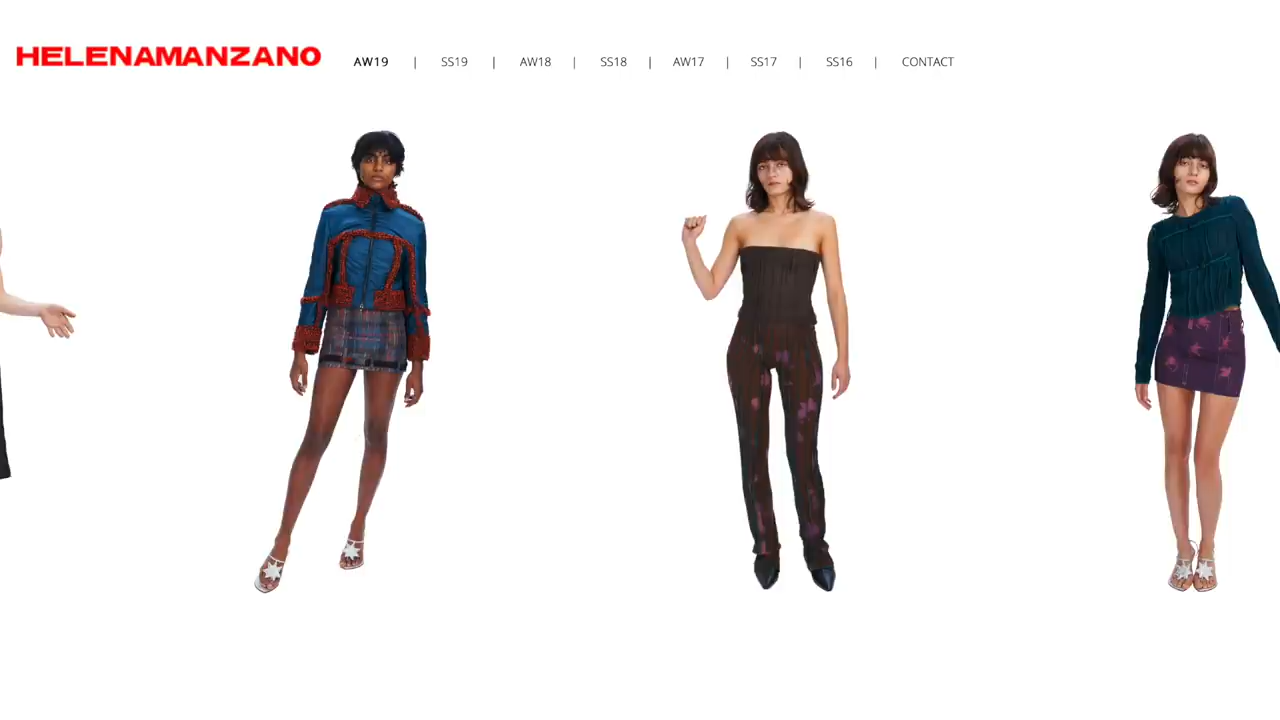 HELENAMANZANO
AW19 | SS19 | AW18 | SS18 | AW17 | SS17 | SS16 | CONTACT